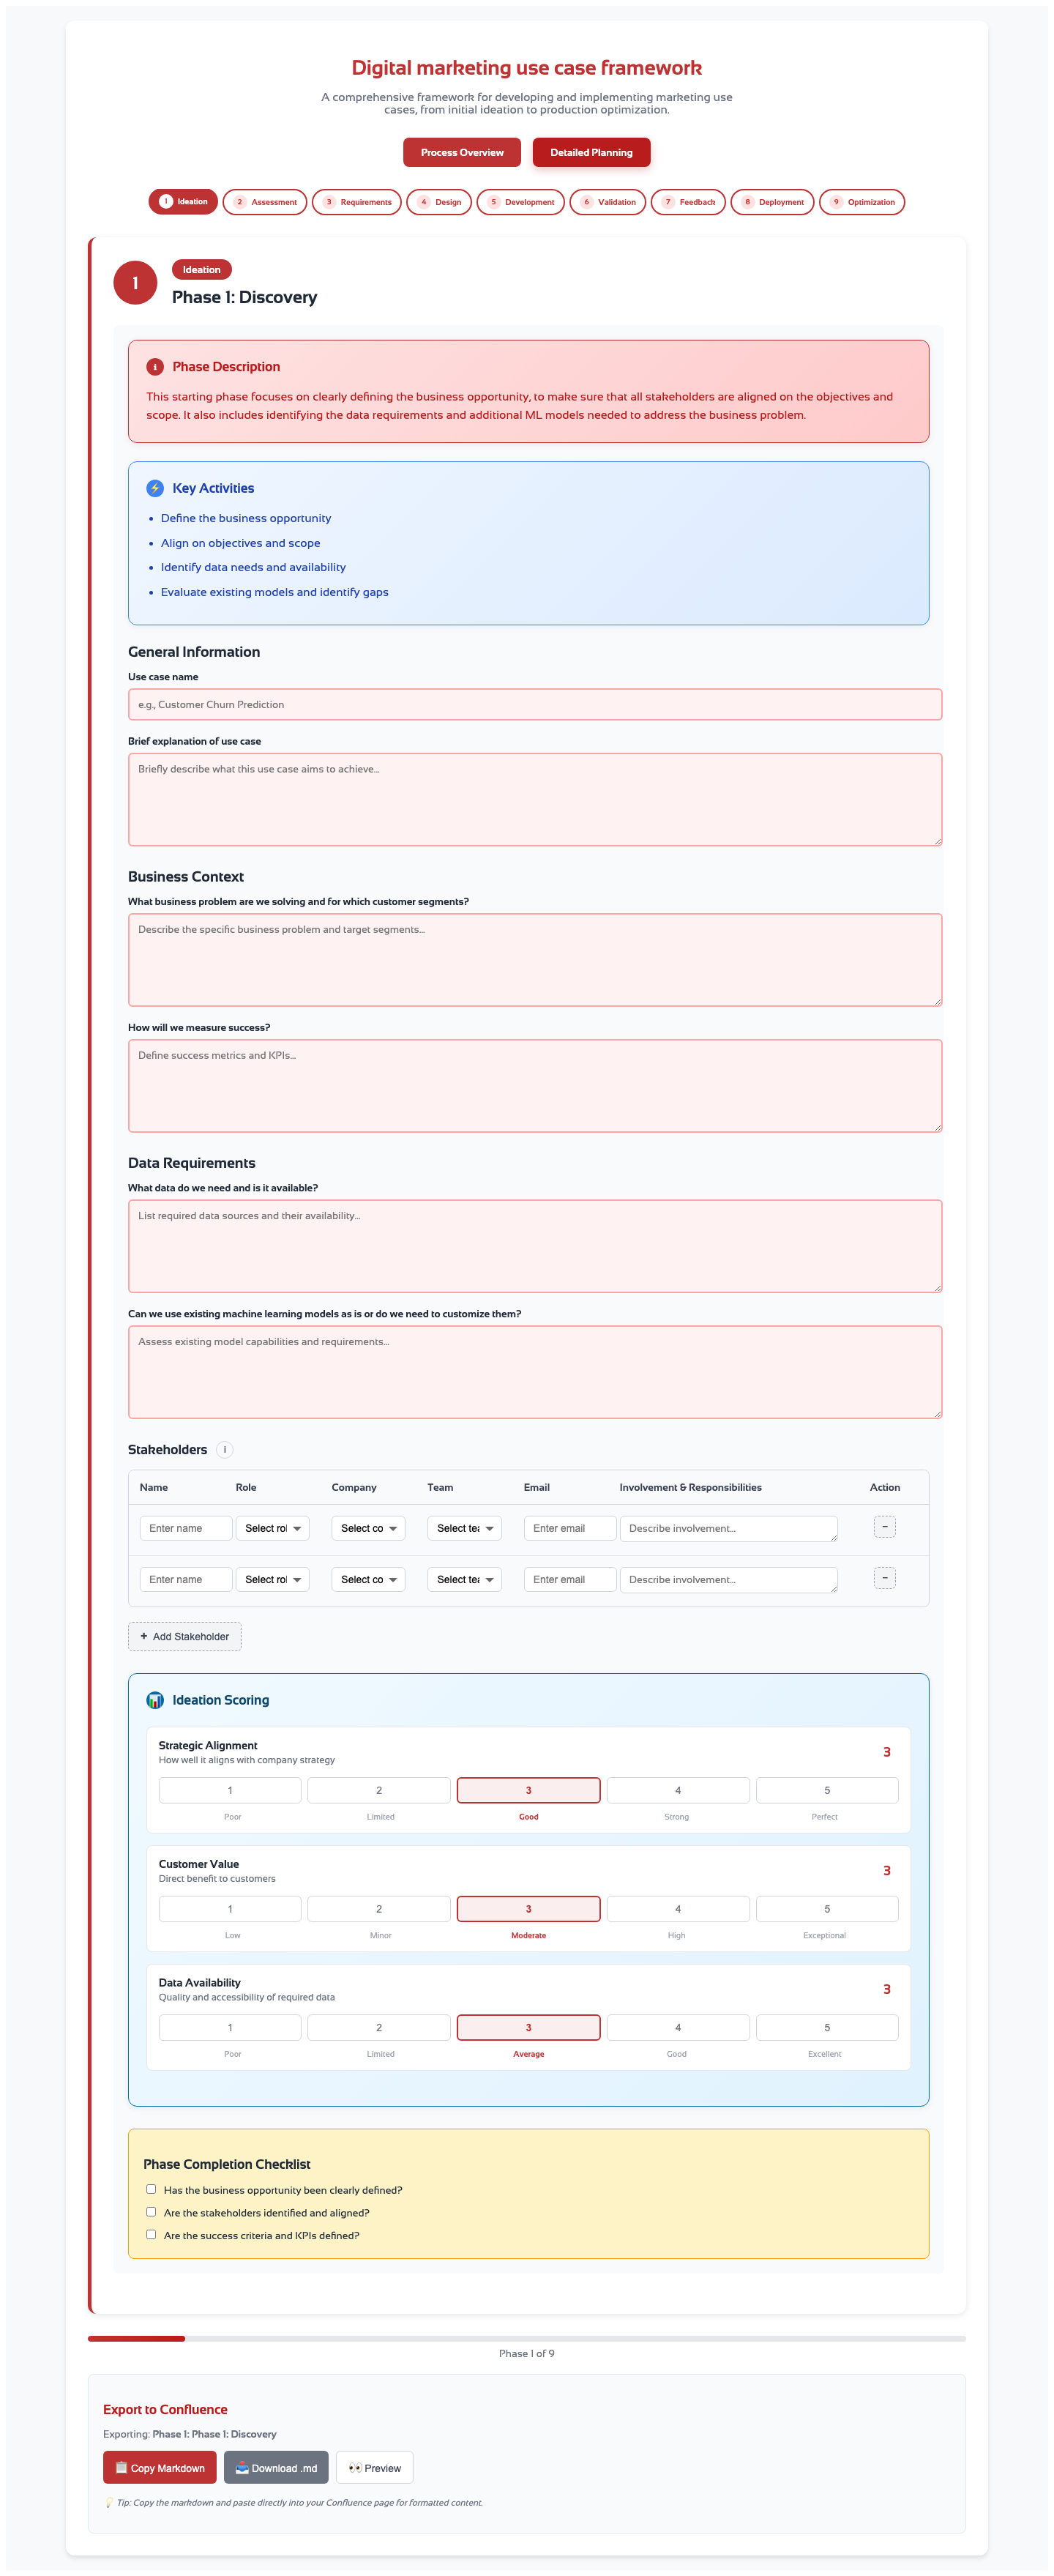 Digital marketing use case framework
A comprehensive framework for developing and implementing marketing use
cases, from initial ideation to production optimization.
Process Overview
Detailed Planning
1 Ideation
2 Assessment
3 Requirements
4 Design
5 Development
6 Validation
7 Feedback
8 Deployment
9 Optimization
1
Ideation
Phase 1: Discovery
i Phase Description
This starting phase focuses on clearly defining the business opportunity, to make sure that all stakeholders are aligned on the objectives and
scope. It also includes identifying the data requirements and additional ML models needed to address the business problem.
⚡ Key Activities
• Define the business opportunity
• Align on objectives and scope
• Identify data needs and availability
• Evaluate existing models and identify gaps
General Information
Use case name
e.g., Customer Churn Prediction
Brief explanation of use case
Briefly describe what this use case aims to achieve...
Business Context
What business problem are we solving and for which customer segments?
Describe the specific business problem and target segments...
How will we measure success?
Define success metrics and KPIs...
Data Requirements
What data do we need and is it available?
List required data sources and their availability...
Can we use existing machine learning models as is or do we need to customize them?
Assess existing model capabilities and requirements...
Stakeholders i
Name Role Company Team Email Involvement & Responsibilities Action
Enter name Select rol Select co Select tea Enter email Describe involvement... −
Enter name Select rol Select co Select tea Enter email Describe involvement... −
+ Add Stakeholder
📊 Ideation Scoring
Strategic Alignment
How well it aligns with company strategy
3
1 2 3 4 5
Poor Limited Good Strong Perfect
Customer Value
Direct benefit to customers
3
1 2 3 4 5
Low Minor Moderate High Exceptional
Data Availability
Quality and accessibility of required data
3
1 2 3 4 5
Poor Limited Average Good Excellent
Phase Completion Checklist
Has the business opportunity been clearly defined?
Are the stakeholders identified and aligned?
Are the success criteria and KPIs defined?
Phase 1 of 9
Export to Confluence
Exporting: Phase 1: Phase 1: Discovery
📋 Copy Markdown
📥 Download .md
👀 Preview
💡 Tip: Copy the markdown and paste directly into your Confluence page for formatted content.